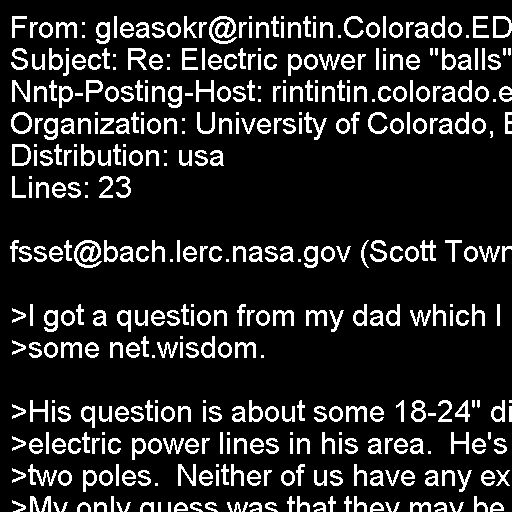 From: gleasokr@rintintin.Colorado.ED
Subject: Re: Electric power line "balls"
Nntp-Posting-Host: rintintin.colorado.e
Organization: University of Colorado, B
Distribution: usa
Lines: 23

fsset@bach.lerc.nasa.gov (Scott Town

>I got a question from my dad which I
>some net.wisdom.

>His question is about some 18-24" di
>electric power lines in his area.  He's
>two poles.  Neither of us have any ex
>My only guess was that they may be